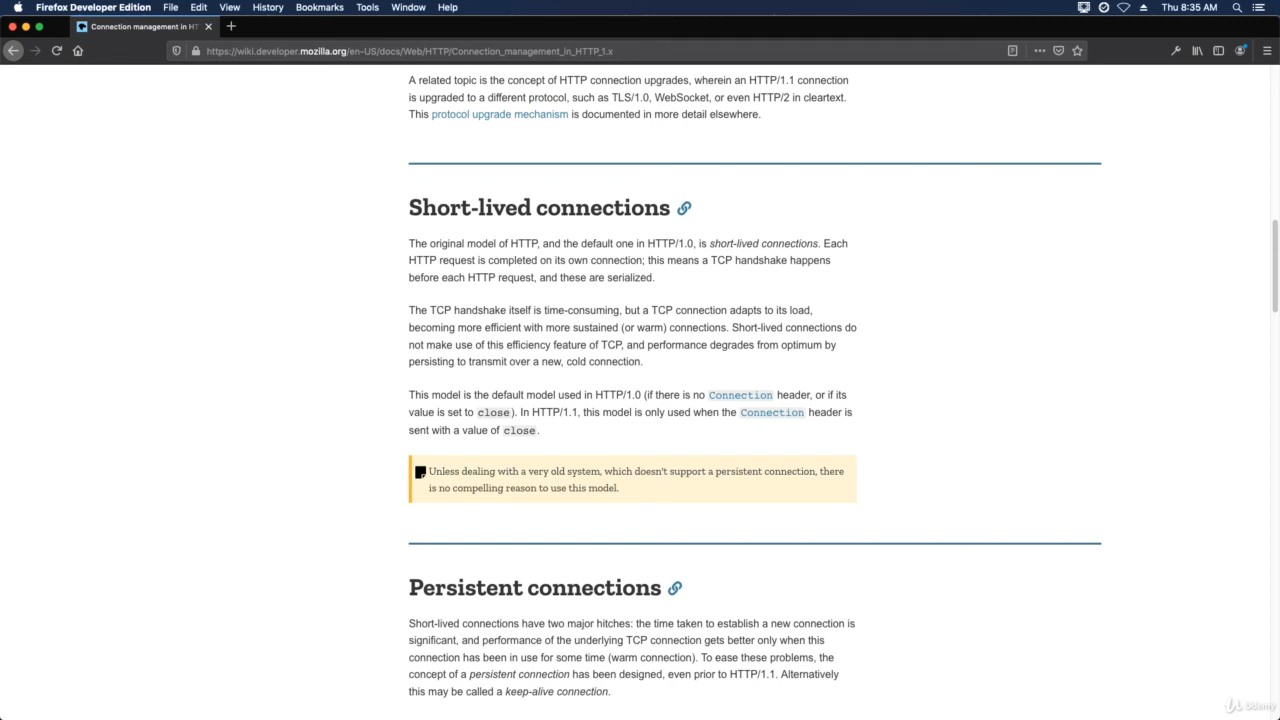 Firefox Developer Edition File Edit View History Bookmarks Tools Window Help Thu 8:35 AM
Connection management in HT
https://wiki.developer.mozilla.org/en-US/docs/Web/HTTP/Connection_management_in_HTTP_1.x
A related topic is the concept of HTTP connection upgrades, wherein an HTTP/1.1 connection
is upgraded to a different protocol, such as TLS/1.0, WebSocket, or even HTTP/2 in cleartext.
This protocol upgrade mechanism is documented in more detail elsewhere.
Short-lived connections
The original model of HTTP, and the default one in HTTP/1.0, is short-lived connections. Each
HTTP request is completed on its own connection; this means a TCP handshake happens
before each HTTP request, and these are serialized.
The TCP handshake itself is time-consuming, but a TCP connection adapts to its load,
becoming more efficient with more sustained (or warm) connections. Short-lived connections do
not make use of this efficiency feature of TCP, and performance degrades from optimum by
persisting to transmit over a new, cold connection.
This model is the default model used in HTTP/1.0 (if there is no Connection header, or if its
value is set to close). In HTTP/1.1, this model is only used when the Connection header is
sent with a value of close.
Unless dealing with a very old system, which doesn't support a persistent connection, there
is no compelling reason to use this model.
Persistent connections
Short-lived connections have two major hitches: the time taken to establish a new connection is
significant, and performance of the underlying TCP connection gets better only when this
connection has been in use for some time (warm connection). To ease these problems, the
concept of a persistent connection has been designed, even prior to HTTP/1.1. Alternatively
this may be called a keep-alive connection.
Udemy